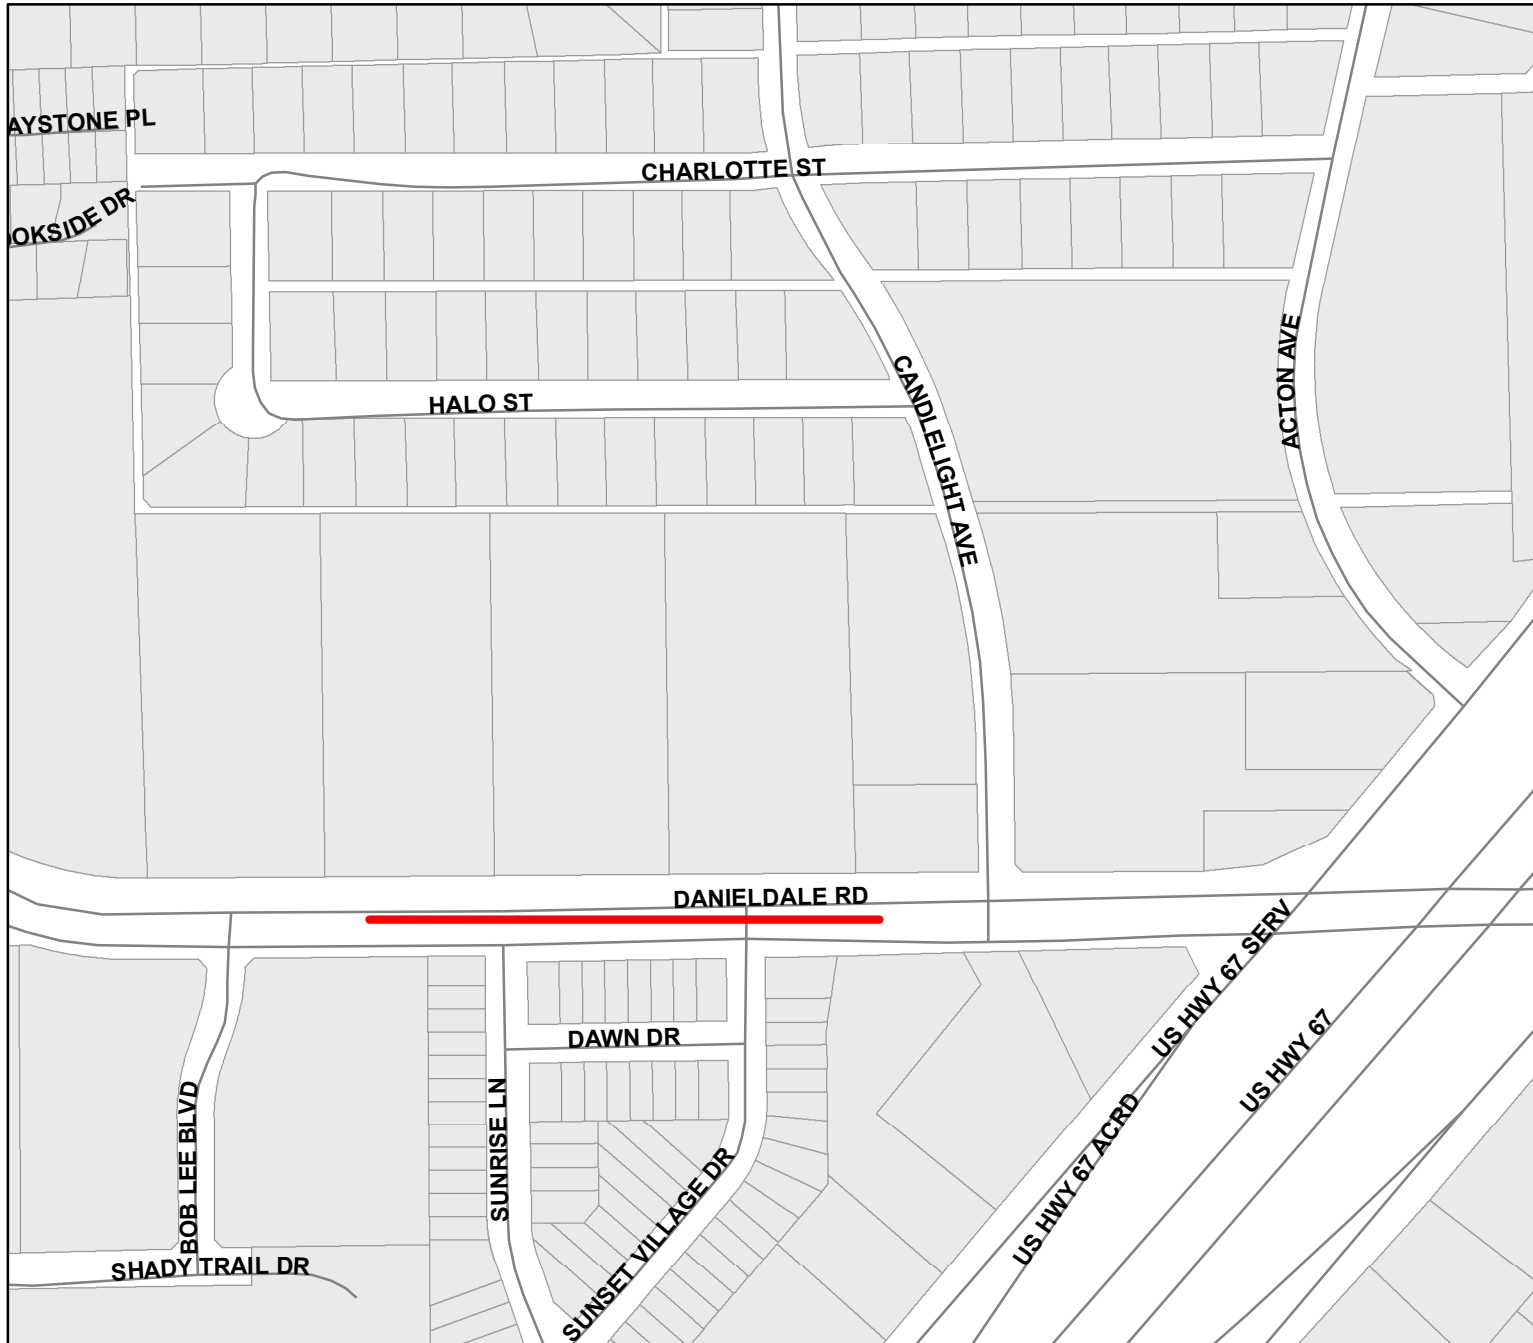 AYSTONE PL
CHARLOTTE ST
OOKSIDE DR
ACTON AVE
HALO ST
CANDLELIGHT AVE
DANIELDALE RD
US HWY 67 SERV
US HWY 67
DAWN DR
SUNRISE LN
BOB LEE BLVD
US HWY 67 ACRD
SUNSET VILLAGE DR
SHADY TRAIL DR